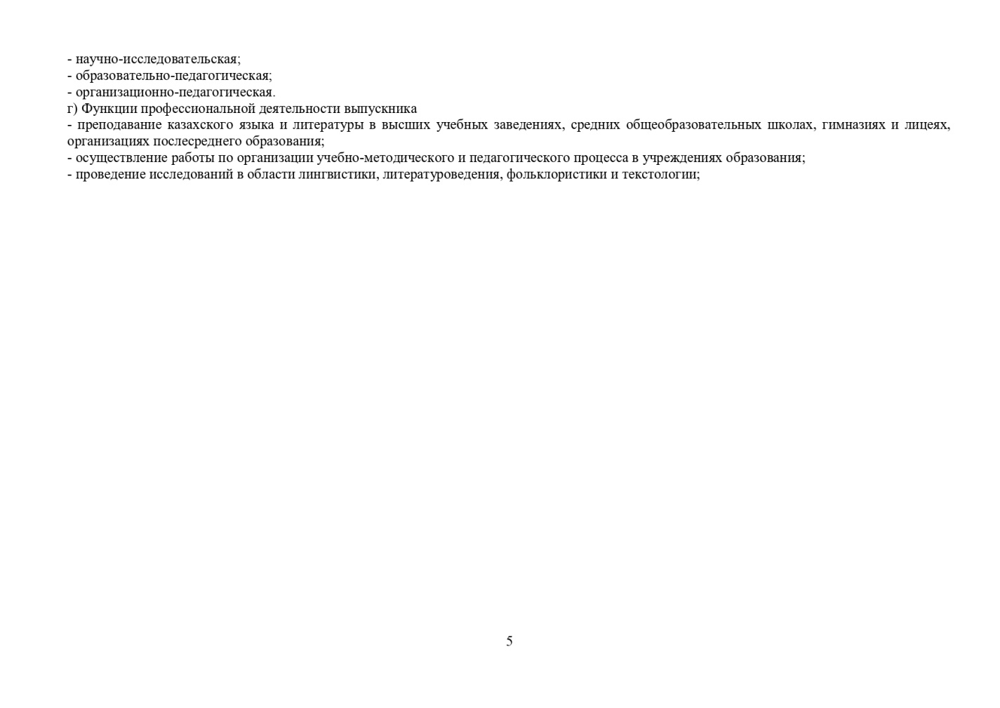 - научно-исследовательская;
- образовательно-педагогическая;
- организационно-педагогическая.
г) Функции профессиональной деятельности выпускника
- преподавание казахского языка и литературы в высших учебных заведениях, средних общеобразовательных школах, гимназиях и лицеях,
организациях послесреднего образования;
- осуществление работы по организации учебно-методического и педагогического процесса в учреждениях образования;
- проведение исследований в области лингвистики, литературоведения, фольклористики и текстологии;
5